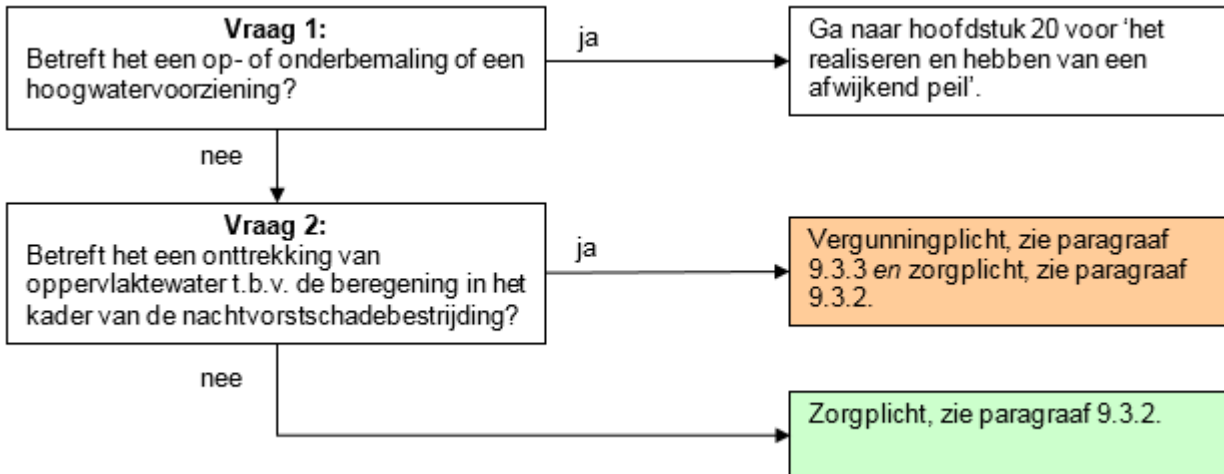 Vraag 1:
Betreft het een op- of onderbemaling of een
hoogwatervoorziening?
ja
Ga naar hoofdstuk 20 voor ‘het
realiseren en hebben van een
afwijkend peil’.
nee
Vraag 2:
Betreft het een onttrekking van
oppervlaktewater t.b.v. de beregening in het
kader van de nachtvorstschadebestrijding?
ja
Vergunningplicht, zie paragraaf
9.3.3 en zorgplicht, zie paragraaf
9.3.2.
nee
Zorgplicht, zie paragraaf 9.3.2.